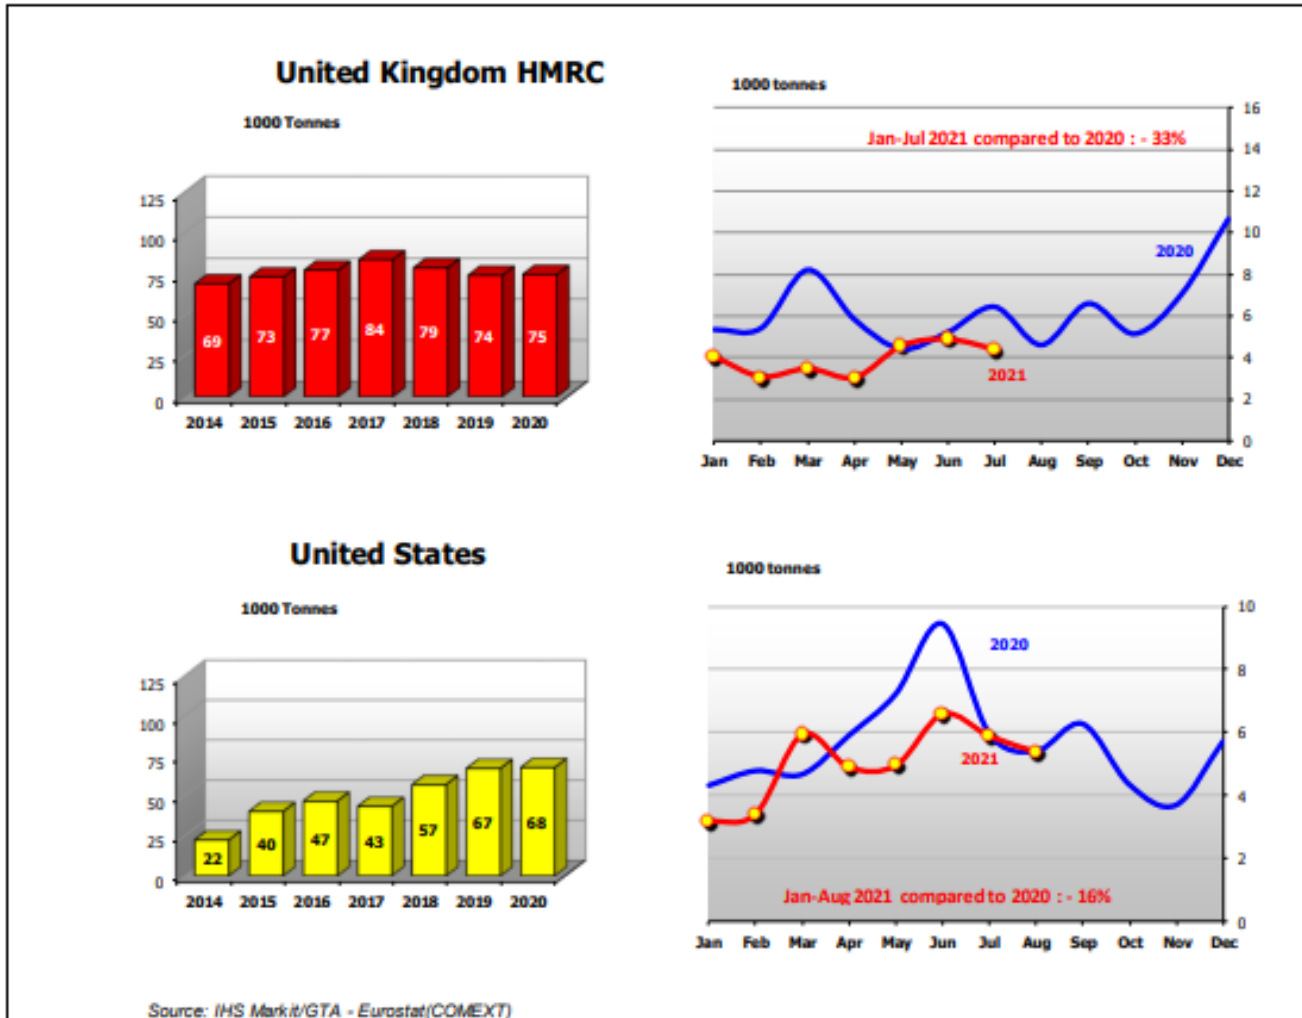 United Kingdom HMRC
1000 Tonnes
125
100
75
50
25
0
69 73 77 84 79 74 75
2014 2015 2016 2017 2018 2019 2020
1000 tonnes
Jan-Jul 2021 compared to 2020 : - 33%
2020
2021
16
14
12
10
8
6
4
2
0
Jan Feb Mar Apr May Jun Jul Aug Sep Oct Nov Dec
United States
1000 Tonnes
125
100
75
50
25
0
22 40 47 43 57 67 68
2014 2015 2016 2017 2018 2019 2020
1000 tonnes
2020
2021
Jan-Aug 2021 compared to 2020 : - 16%
10
8
6
4
2
0
Jan Feb Mar Apr May Jun Jul Aug Sep Oct Nov Dec
Source: IHS Markit/GTA - Eurostat(COMEXT)